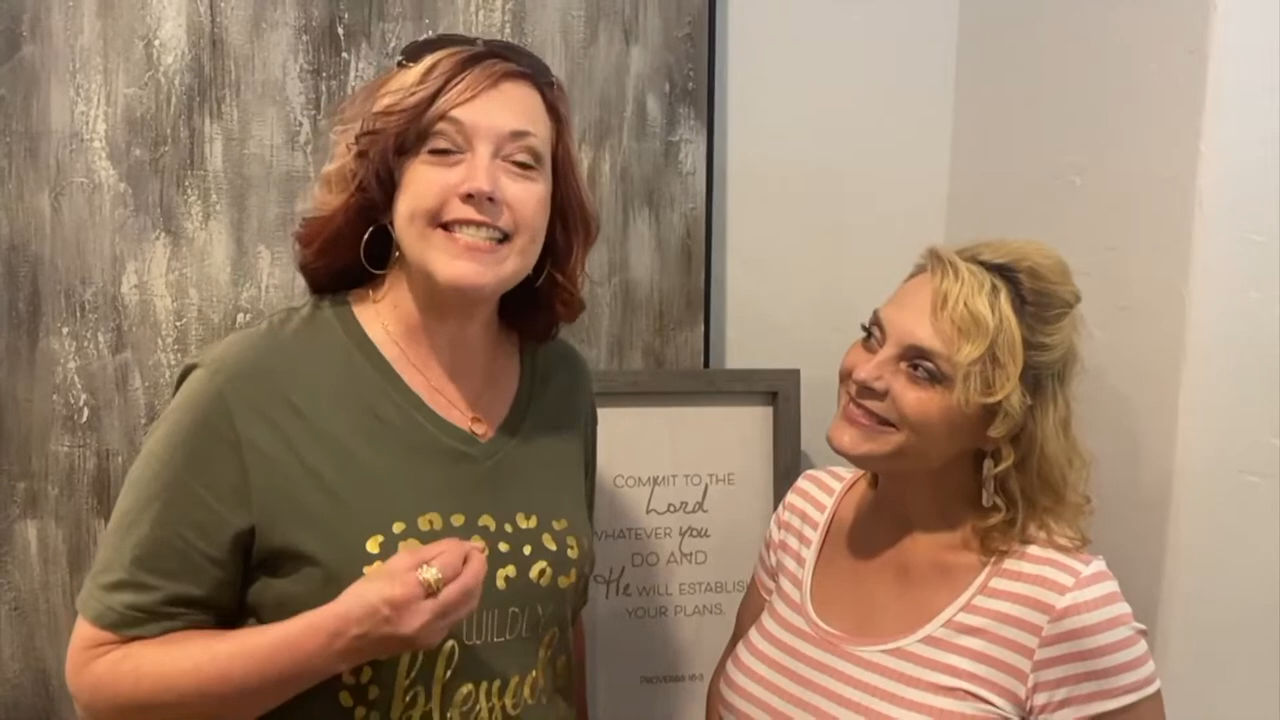 COMMIT TO THE
Lord
WHATEVER you
DO AND
He WILL ESTABLISH
YOUR PLANS.
PROVERBS 16:3
WILDLY
blessed